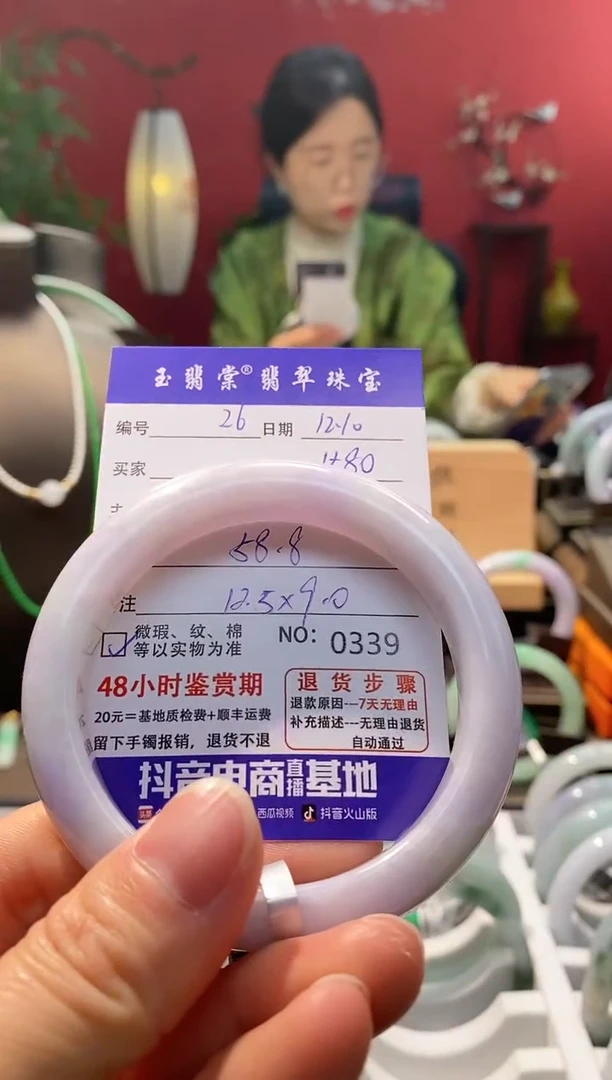 玉翡棠®翡翠珠宝
编号 26 日期 12.10
买家 1+80
58.8
注 12.5×9.0
微瑕、纹、棉
等以实物为准
NO: 0339
48小时鉴赏期
20元=基地质检费+顺丰运费
留下手镯报销，退货不退
退货步骤
退款原因---7天无理由
补充描述---无理由退货
自动通过
抖音电商直播基地
头条
西瓜视频 抖音火山版